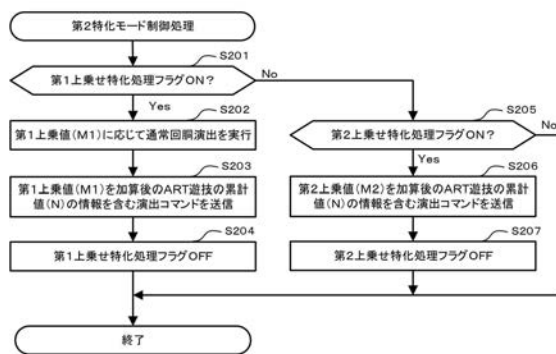 第2特化モード制御処理
S201
第1上乗せ特化処理フラグON?
No
Yes
S202
第1上乗値(M1)に応じて通常回胴演出を実行
S203
第1上乗値(M1)を加算後のART遊技の累計
値(N)の情報を含む演出コマンドを送信
S204
第1上乗せ特化処理フラグOFF
S205
第2上乗せ特化処理フラグON?
No
Yes
S206
第2上乗値(M2)を加算後のART遊技の累計
値(N)の情報を含む演出コマンドを送信
S207
第2上乗せ特化処理フラグOFF
終了